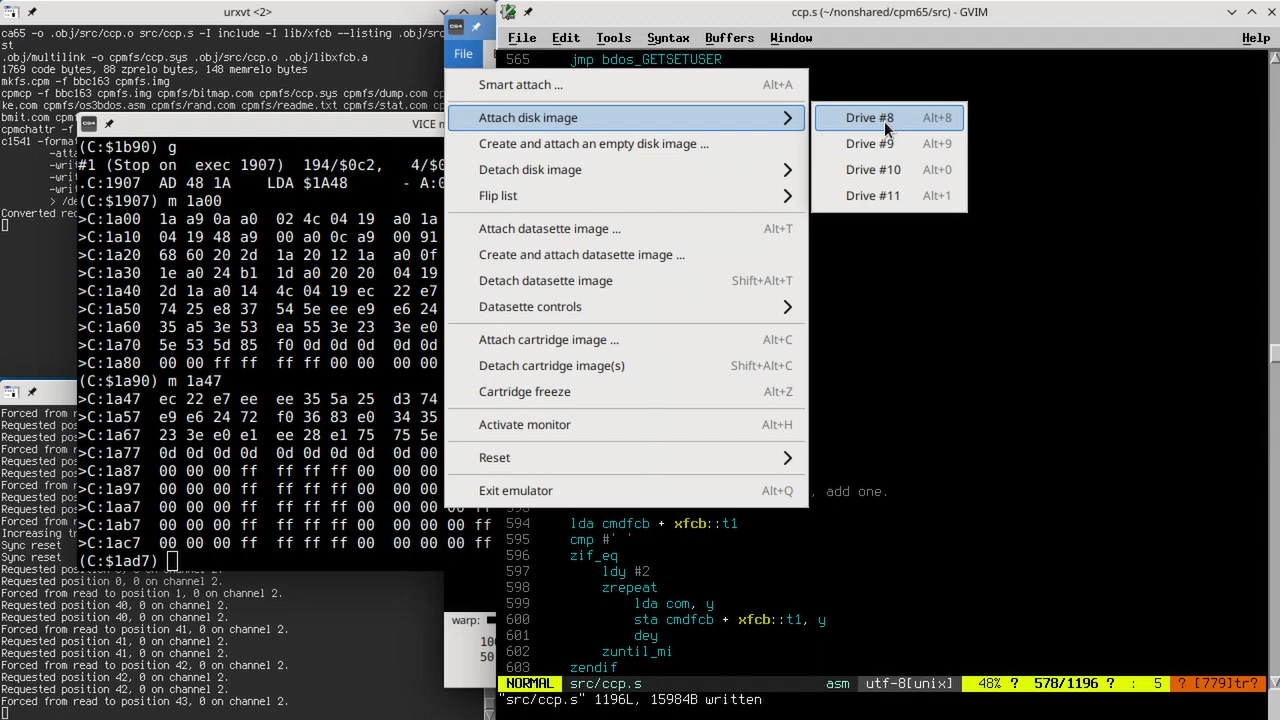 urxvt <2>
ca65 -o .obj/src/ccp.o src/ccp.s -I include -I lib/xfcb --listing .obj/src
st
.obj/multilink -o cpmfs/ccp.sys .obj/src/ccp.o .obj/libxfcb.a
1769 code bytes, 88 zprelo bytes, 148 memrelo bytes
mkfs.cpm -f bbc163 cpmfs.img
cpmcp -f bbc163 cpmfs.img cpmfs/bitmap.com cpmfs/ccp.sys cpmfs/dump.com cpmfs
ke.com cpmfs/os3bdos.asm cpmfs/rand.com cpmfs/readme.txt cpmfs/stat.com
bmit.com cpmf
cpmchattr -f
c1541 -forma
-atta
-writ
-writ
-writ
> /de
Converted rec
VICE m
(C:$1b90) g
#1 (Stop on  exec 1907)  194/$0c2,   4/$0
.C:1907  AD 48 1A    LDA $1A48      - A:0
(C:$1907) m 1a00
>C:1a00  1a a9 0a a0  02 4c 04 19  a0 1a
>C:1a10  04 19 48 a9  00 a0 0c a9  00 91
>C:1a20  68 60 20 2d  1a 20 12 1a  a0 0f
>C:1a30  1e a0 24 b1  1d a0 20 20  04 19
>C:1a40  2d 1a a0 14  4c 04 19 ec  22 e7
>C:1a50  74 25 e8 37  54 5e ee e9  e6 24
>C:1a60  35 a5 3e 53  ea 55 3e 23  3e e0
>C:1a70  5e 53 5d 85  f0 0d 0d 0d  0d 0d
>C:1a80  00 00 ff ff  ff ff 00 00  00 00
(C:$1a90) m 1a47
>C:1a47  ec 22 e7 ee  ee 35 5a 25  d3 74
>C:1a57  e9 e6 24 72  f0 36 83 e0  34 35
>C:1a67  23 3e e0 e1  ee 28 e1 75  75 5e
>C:1a77  0d 0d 0d 0d  0d 0d 0d 0d  0d 00
>C:1a87  00 00 00 ff  ff ff ff 00  00 00
>C:1a97  00 00 00 ff  ff ff ff 00  00 00
>C:1aa7  00 00 00 ff  ff ff ff 00  00 00 00 ff
>C:1ab7  00 00 00 ff  ff ff ff 00  00 00 00 ff
>C:1ac7  00 00 00 ff  ff ff ff 00  00 00 00 ff
(C:$1ad7)
Forced from r
Requested pos
Forced from r
Requested pos
Forced from r
Requested pos
Forced from r
Increasing tr
Sync reset
Sync reset
Requested position 0, 0 on channel 2.
Forced from read to position 1, 0 on channel 2.
Requested position 40, 0 on channel 2.
Requested position 40, 0 on channel 2.
Forced from read to position 41, 0 on channel 2.
Requested position 41, 0 on channel 2.
Requested position 41, 0 on channel 2.
Forced from read to position 42, 0 on channel 2.
Requested position 42, 0 on channel 2.
Requested position 42, 0 on channel 2.
Forced from read to position 43, 0 on channel 2.
C64
File
Smart attach ... Alt+A
Attach disk image
Create and attach an empty disk image ...
Detach disk image
Flip list
Attach datasette image ... Alt+T
Create and attach datasette image ...
Detach datasette image Shift+Alt+T
Datasette controls
Attach cartridge image ... Alt+C
Detach cartridge image(s) Shift+Alt+C
Cartridge freeze Alt+Z
Activate monitor Alt+H
Reset
Exit emulator Alt+Q
Drive #8 Alt+8
Drive #9 Alt+9
Drive #10 Alt+0
Drive #11 Alt+1
warp:
100
50
ccp.s (~/nonshared/cpm65/src) - GVIM
File Edit Tools Syntax Buffers Window Help
565 jmp bdos_GETSETUSER
, add one.
594 lda cmdfcb + xfcb::t1
595 cmp #' '
596 zif_eq
597 ldy #2
598 zrepeat
599 lda com, y
600 sta cmdfcb + xfcb::t1, y
601 dey
602 zuntil_mi
603 zendif
NORMAL src/ccp.s asm utf-8[unix] 48% ? 578/1196 ? : 5 ? [779]tr?
"src/ccp.s" 1196L, 15984B written